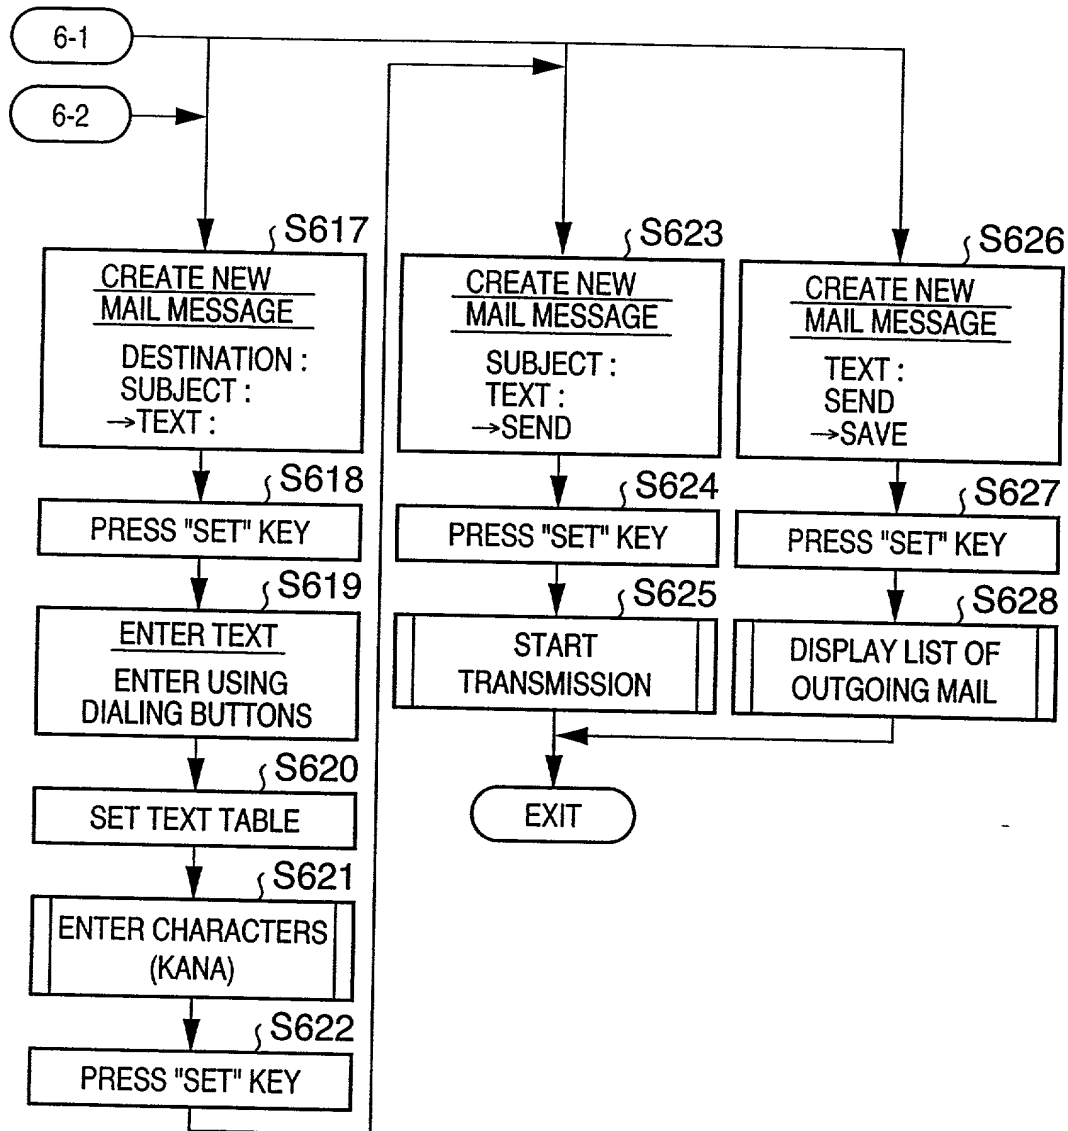 6-1
6-2
S617
CREATE NEW
MAIL MESSAGE
DESTINATION :
SUBJECT :
→TEXT :
S618
PRESS "SET" KEY
S619
ENTER TEXT
ENTER USING
DIALING BUTTONS
S620
SET TEXT TABLE
S621
ENTER CHARACTERS
(KANA)
S622
PRESS "SET" KEY
S623
CREATE NEW
MAIL MESSAGE
SUBJECT :
TEXT :
→SEND
S624
PRESS "SET" KEY
S625
START
TRANSMISSION
S626
CREATE NEW
MAIL MESSAGE
TEXT :
SEND
→SAVE
S627
PRESS "SET" KEY
S628
DISPLAY LIST OF
OUTGOING MAIL
EXIT